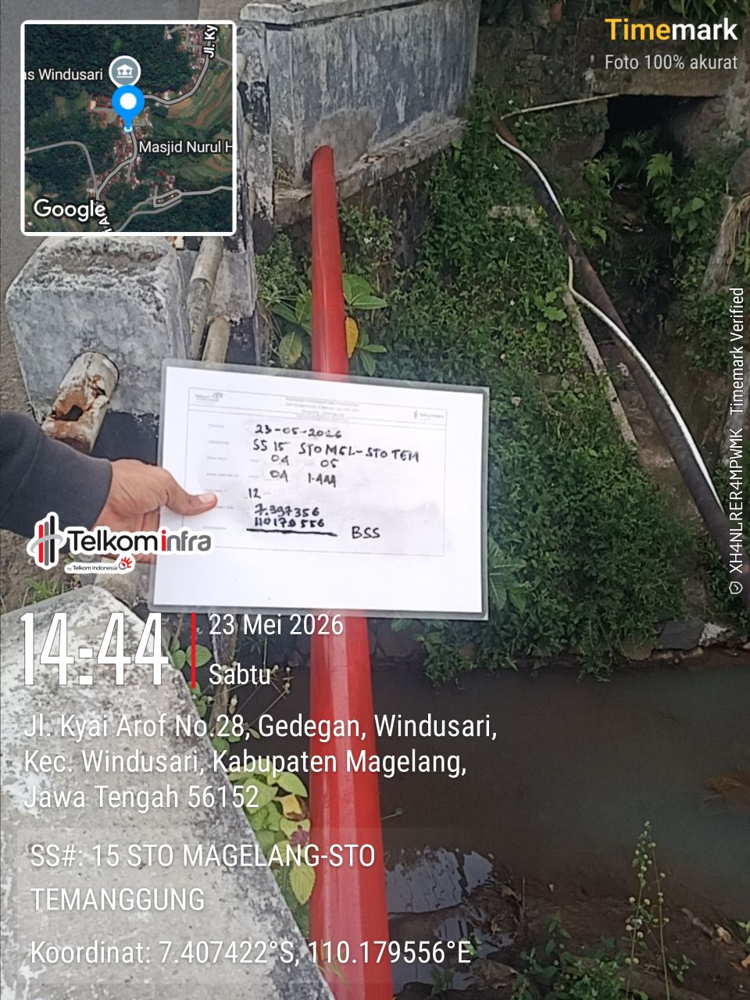 Timemark
Foto 100% akurat
Jl. Ky
as Windusari
Masjid Nurul H
Google
23-05-2026
SS 15 STO MGL-STO TEM
04 05
04 1.444
12
7.397356
110179556
BSS
Telkominfra
by Telkom Indonesia
14:44
23 Mei 2026
Sabtu
Jl. Kyai Arof No.28, Gedegan, Windusari,
Kec. Windusari, Kabupaten Magelang,
Jawa Tengah 56152
SS#: 15 STO MAGELANG-STO
TEMANGGUNG
Koordinat: 7.407422°S, 110.179556°E
XH4NLRER4MPWMK Timemark Verified